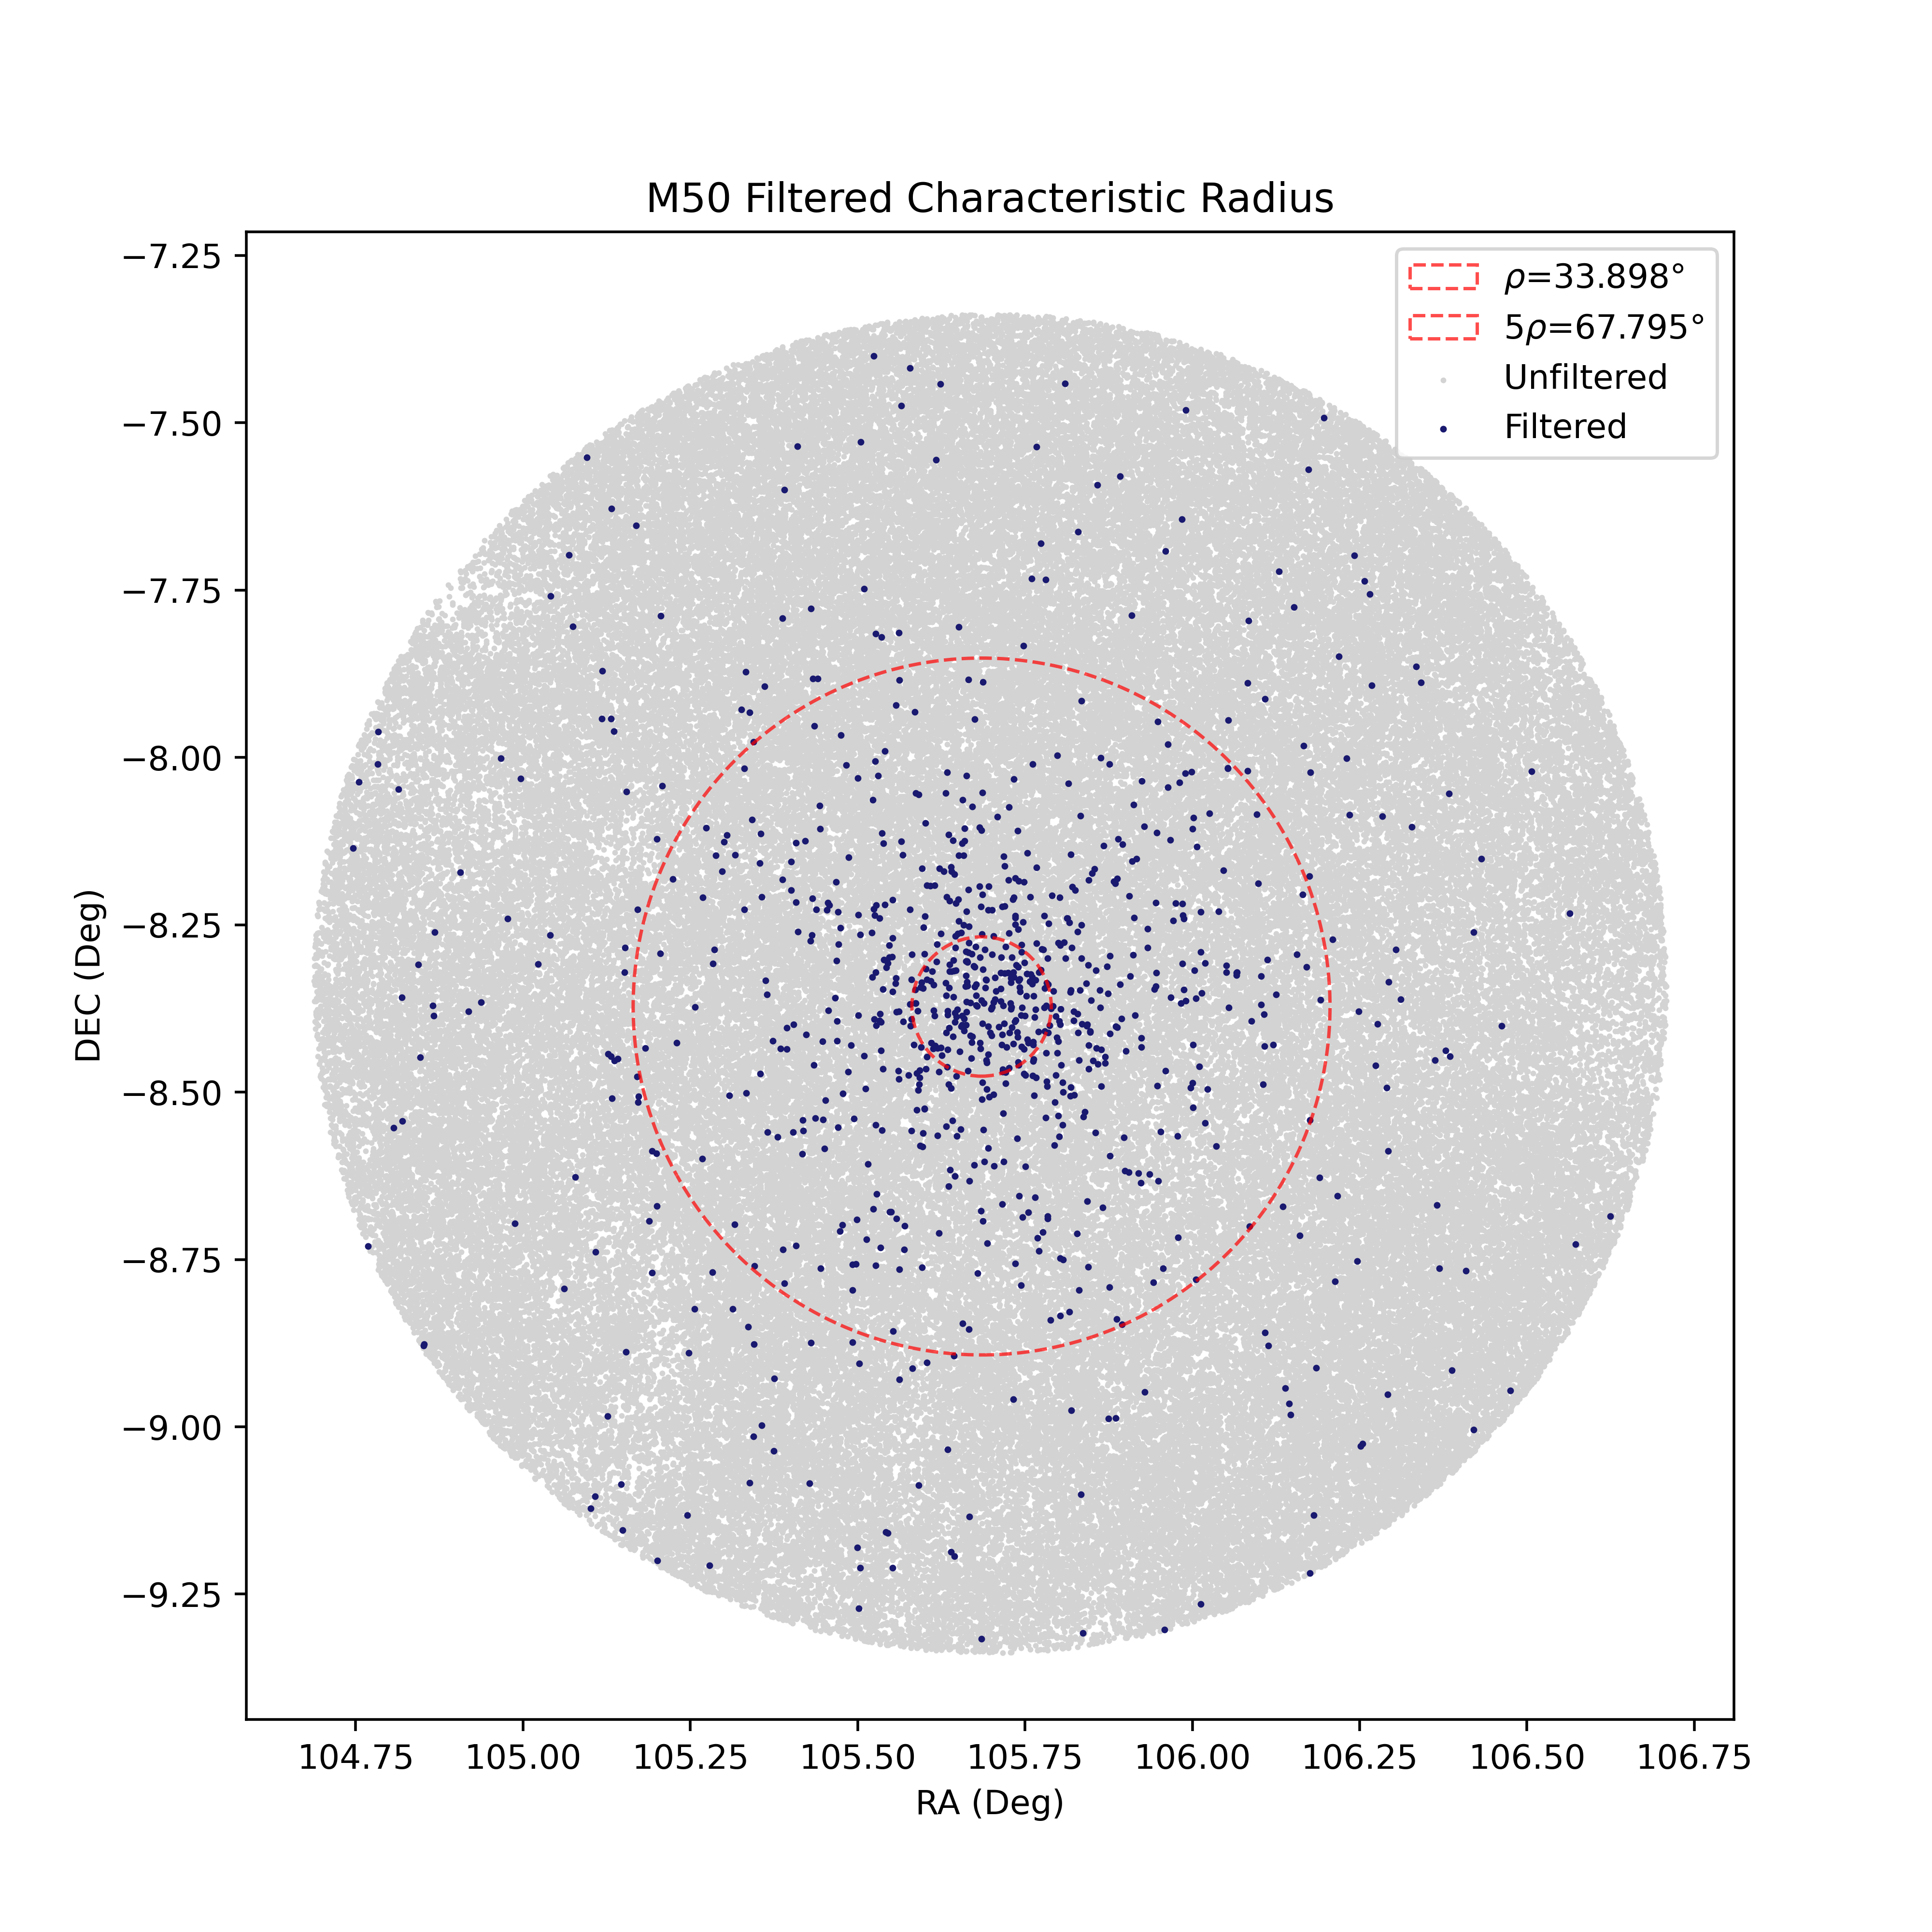 M50 Filtered Characteristic Radius
ρ=33.898°
5ρ=67.795°
Unfiltered
Filtered
−7.25
−7.50
−7.75
−8.00
−8.25
−8.50
−8.75
−9.00
−9.25
DEC (Deg)
104.75 105.00 105.25 105.50 105.75 106.00 106.25 106.50 106.75
RA (Deg)